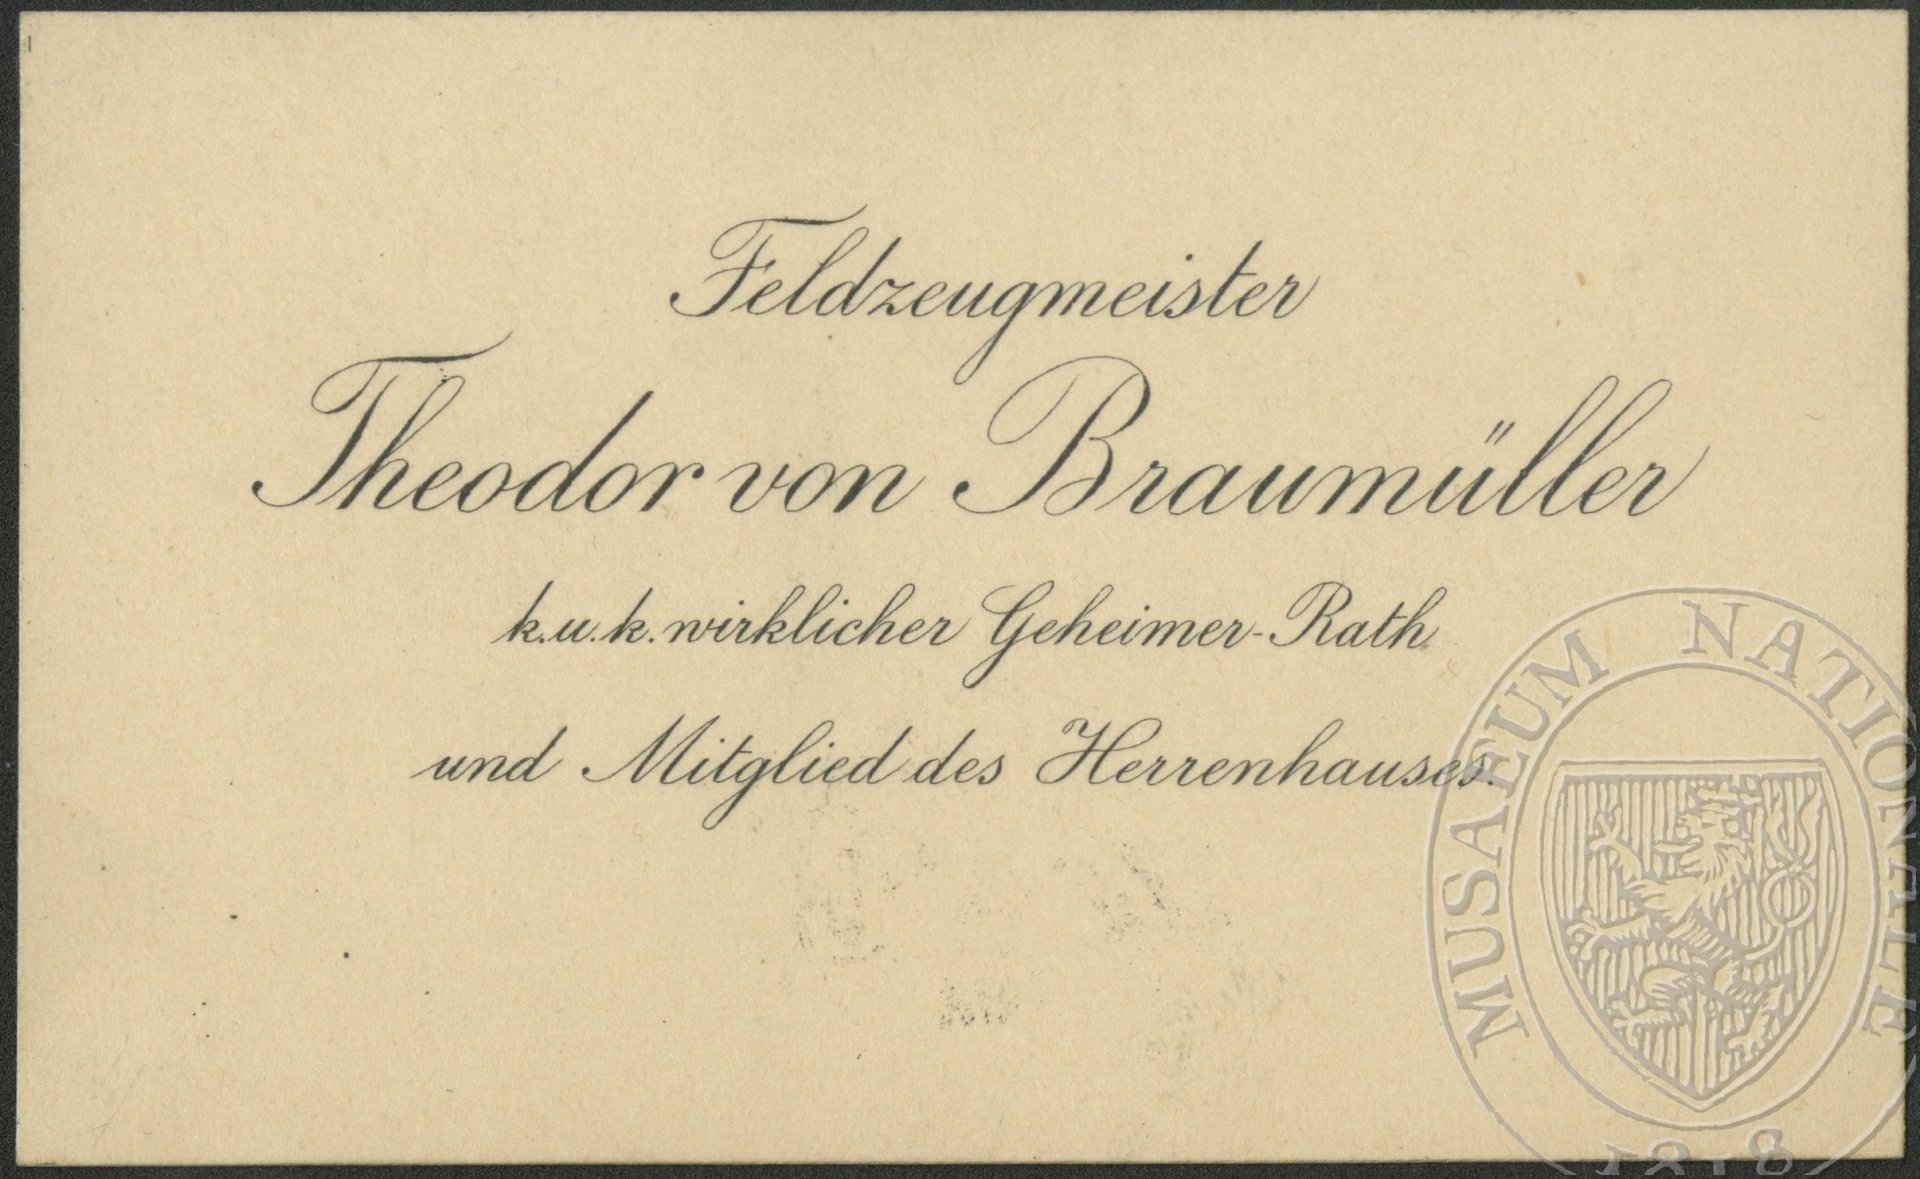 Feldzeugmeister
Theodor von Braumüller
k.u.k. wirklicher Geheimer-Rath
und Mitglied des Herrenhauses.
MUSAEUM NATIONALE
1818